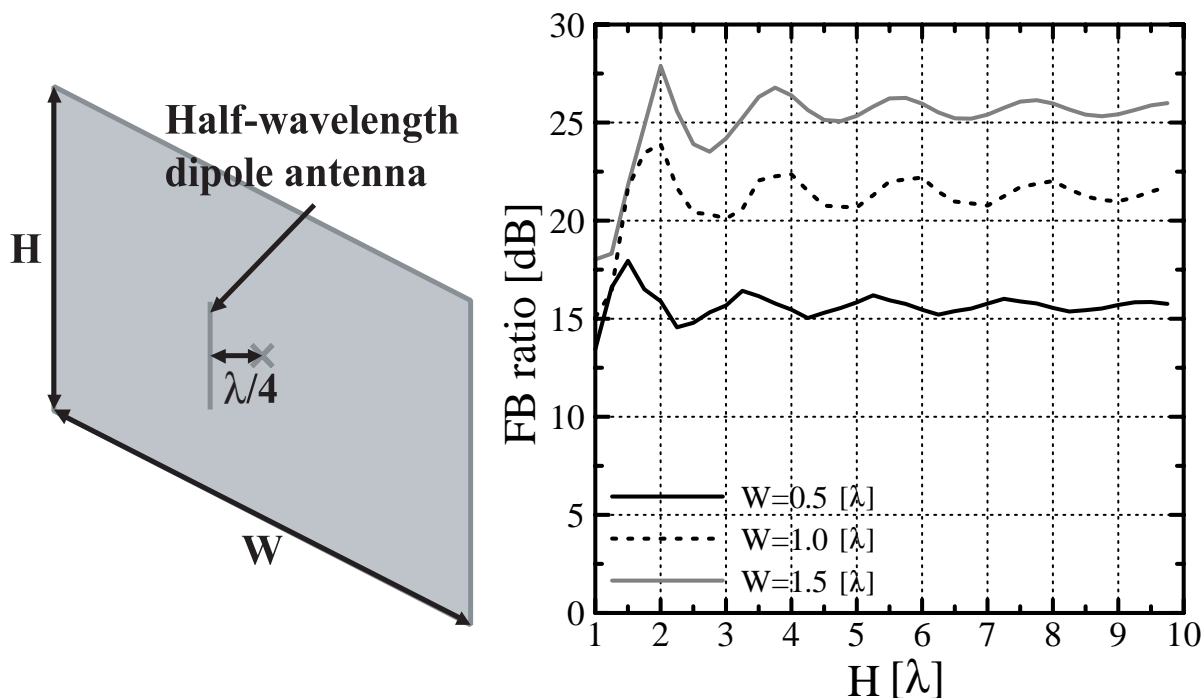 Half-wavelength
dipole antenna
H
λ/4
W
FB ratio [dB]
30
25
20
15
10
5
0
W=0.5 [λ]
W=1.0 [λ]
W=1.5 [λ]
1 2 3 4 5 6 7 8 9 10
H [λ]